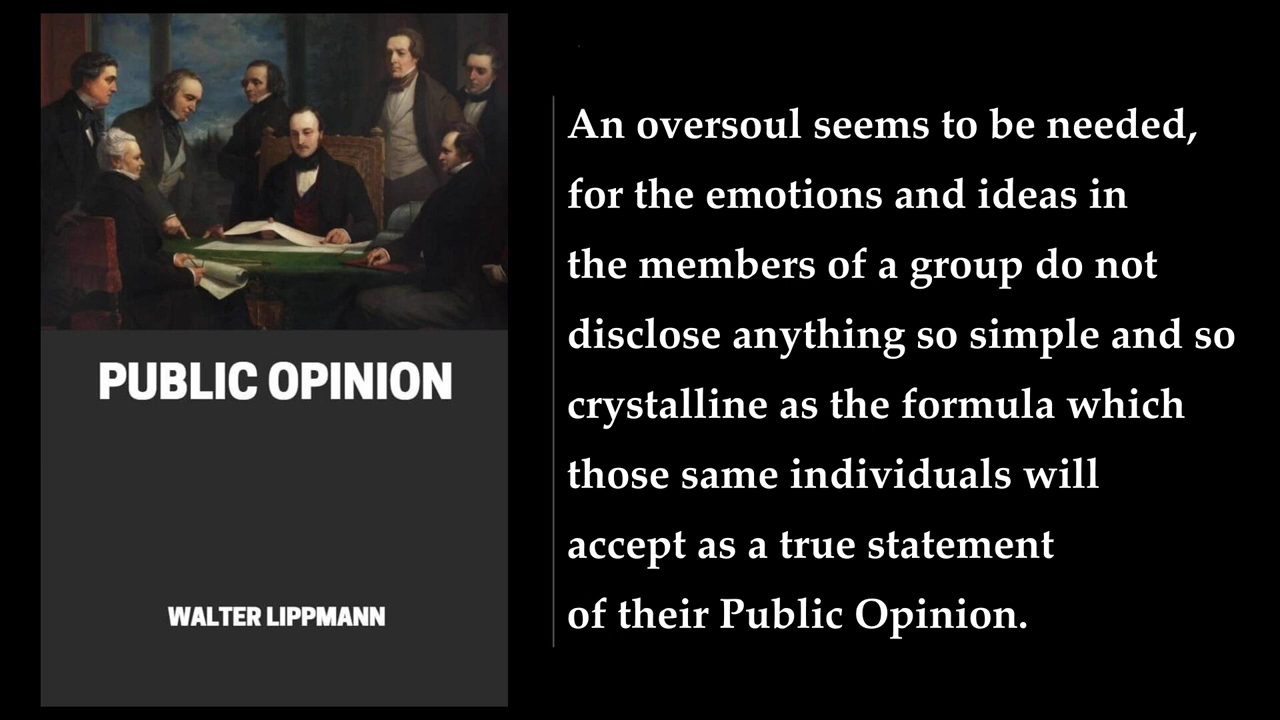 PUBLIC OPINION
WALTER LIPPMANN
An oversoul seems to be needed,
for the emotions and ideas in
the members of a group do not
disclose anything so simple and so
crystalline as the formula which
those same individuals will
accept as a true statement
of their Public Opinion.